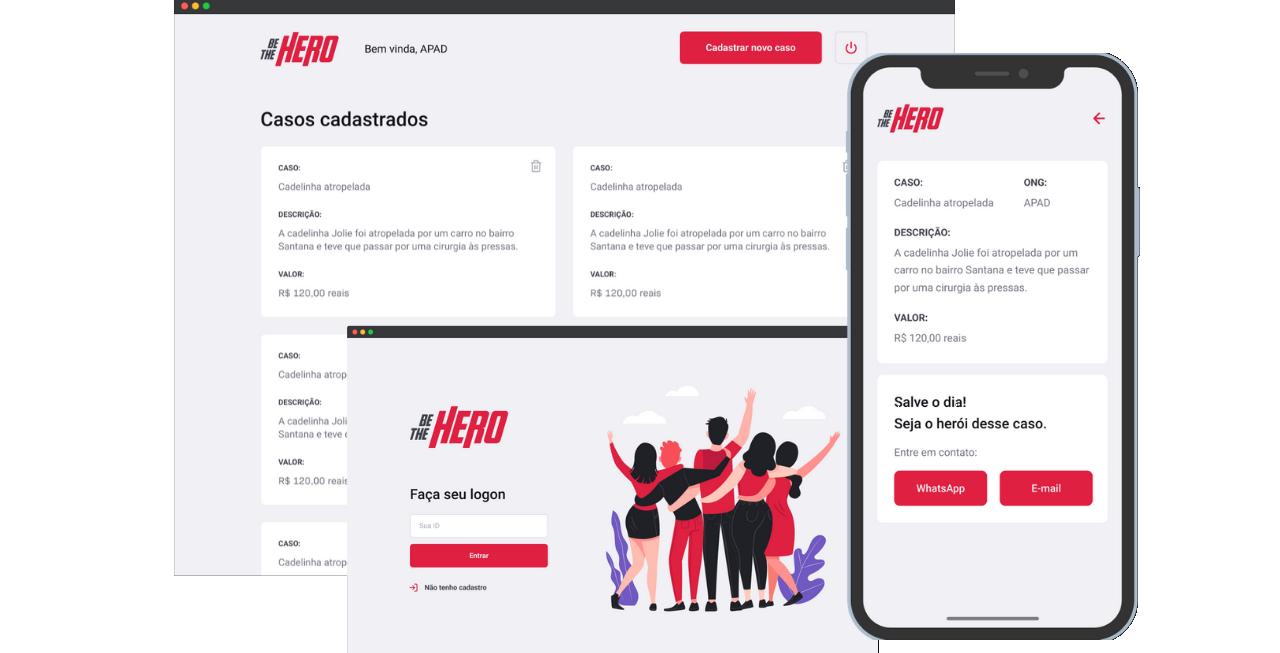 BE
THE HERO
Bem vinda, APAD
Cadastrar novo caso
Casos cadastrados
CASO:
Cadelinha atropelada
DESCRIÇÃO:
A cadelinha Jolie foi atropelada por um carro no bairro
Santana e teve que passar por uma cirurgia às pressas.
VALOR:
R$ 120,00 reais
CASO:
Cadelinha atropelada
DESCRIÇÃO:
A cadelinha Jolie foi atropelada por um carro no bairro
Santana e teve que passar por uma cirurgia às pressas.
VALOR:
R$ 120,00 reais
CASO:
Cadelinha atrop
DESCRIÇÃO:
A cadelinha Joli
Santana e teve
VALOR:
R$ 120,00 reais
CASO:
Cadelinha atrop
BE
THE HERO
Faça seu logon
Sua ID
Entrar
Não tenho cadastro
BE
THE HERO
CASO:
Cadelinha atropelada
ONG:
APAD
DESCRIÇÃO:
A cadelinha Jolie foi atropelada por um
carro no bairro Santana e teve que passar
por uma cirurgia às pressas.
VALOR:
R$ 120,00 reais
Salve o dia!
Seja o herói desse caso.
Entre em contato:
WhatsApp
E-mail